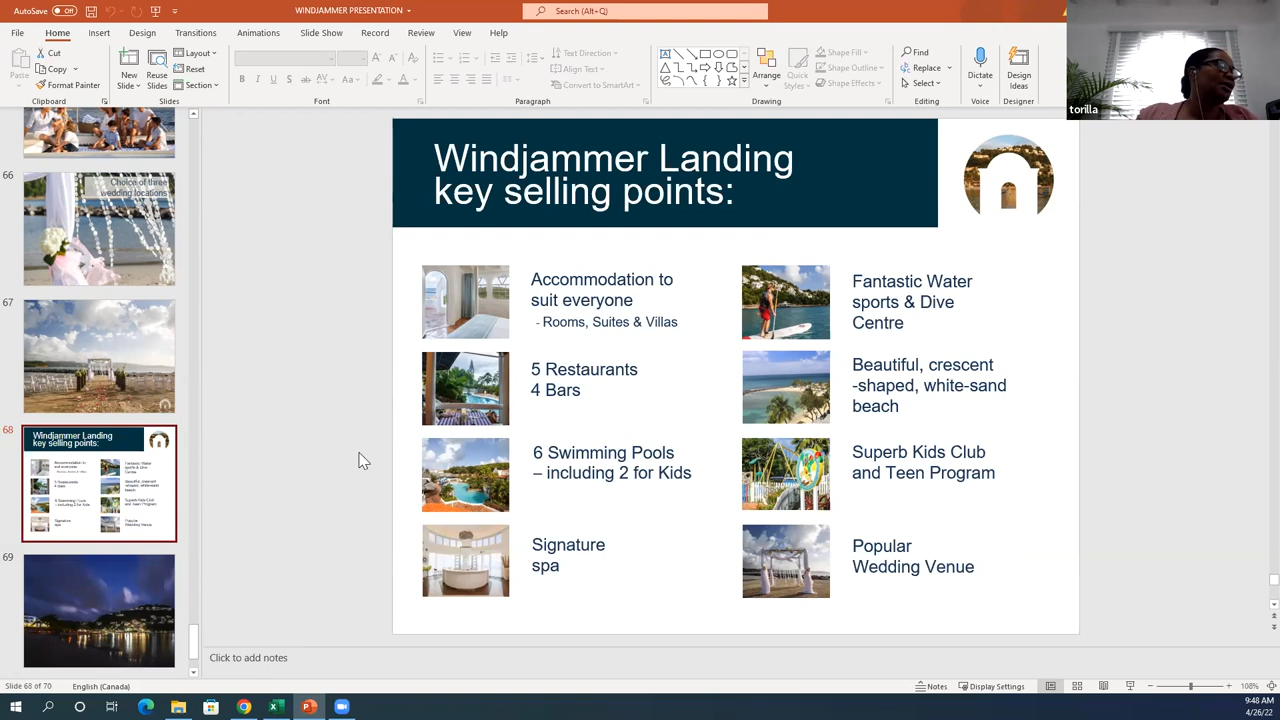 AutoSave
Off
WINDJAMMER PRESENTATION
Search (Alt+Q)
File
Home
Insert
Design
Transitions
Animations
Slide Show
Record
Review
View
Help
Paste
Cut
Copy
Format Painter
Clipboard
New
Slide
Reuse
Slides
Layout
Reset
Section
Slides
Font
Text Direction
Align Text
Convert to SmartArt
Paragraph
Arrange
Quick
Styles
Shape Fill
Shape Outline
Shape Effects
Drawing
Find
Replace
Select
Editing
Dictate
Voice
Design
Ideas
Designer
torilla
66
Choice of three
wedding locations
67
68
Windjammer Landing
key selling points:
69
Windjammer Landing
key selling points:
Accommodation to
suit everyone
- Rooms, Suites & Villas
5 Restaurants
4 Bars
6 Swimming Pools
– including 2 for Kids
Signature
spa
Fantastic Water
sports & Dive
Centre
Beautiful, crescent
-shaped, white-sand
beach
Superb Kids Club
and Teen Program
Popular
Wedding Venue
Click to add notes
Slide 68 of 70
English (Canada)
Notes
Display Settings
108%
9:48 AM
4/26/22